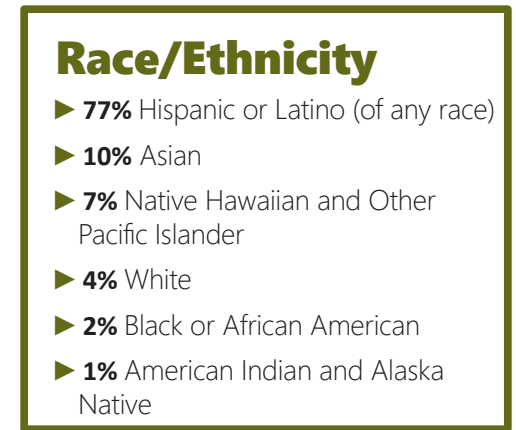 Race/Ethnicity
▶ 77% Hispanic or Latino (of any race)
▶ 10% Asian
▶ 7% Native Hawaiian and Other
Pacific Islander
▶ 4% White
▶ 2% Black or African American
▶ 1% American Indian and Alaska
Native